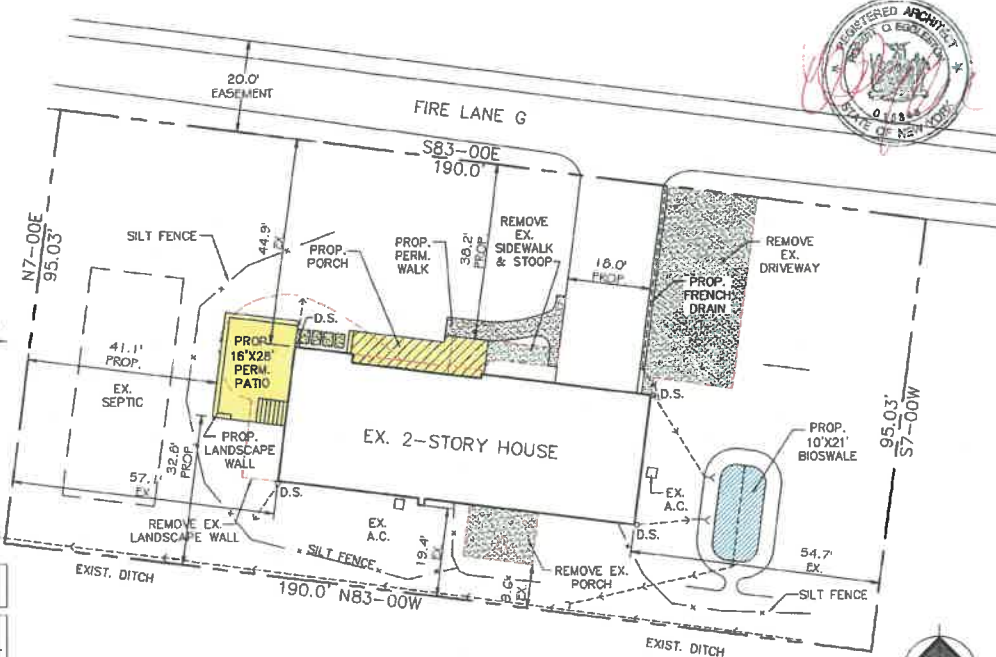 REGISTERED ARCHITECT
STATE OF NEW YORK
20.0'
EASEMENT
FIRE LANE G
S83-00E
190.0'
N7-00E
95.03'
SILT FENCE
44.9'
EX.
PROP.
PORCH
PROP.
PERM.
WALK
38.2'
PROP
REMOVE
EX.
SIDEWALK
& STOOP
18.0'
PROP
PROP.
FRENCH
DRAIN
REMOVE
EX.
DRIVEWAY
D.S.
PROP.
16'X28'
PERM.
PATIO
41.1'
PROP.
EX.
SEPTIC
D.S.
PROP.
10'X21'
BIOSWALE
95.03'
S7-00W
EX. 2-STORY HOUSE
PROP.
LANDSCAPE
WALL
32.8'
PROP
57.1'
EX.
D.S.
REMOVE EX.
LANDSCAPE WALL
EX.
A.C.
EX.
A.C.
D.S.
19.4'
EX
SILT FENCE
REMOVE EX.
PORCH
54.7'
EX.
SILT FENCE
EXIST. DITCH
190.0' N83-00W
EXIST. DITCH